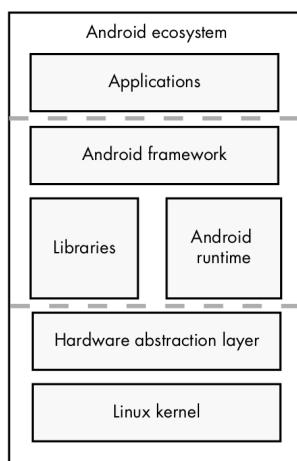 Android ecosystem
Applications
Android framework
Libraries
Android
runtime
Hardware abstraction layer
Linux kernel